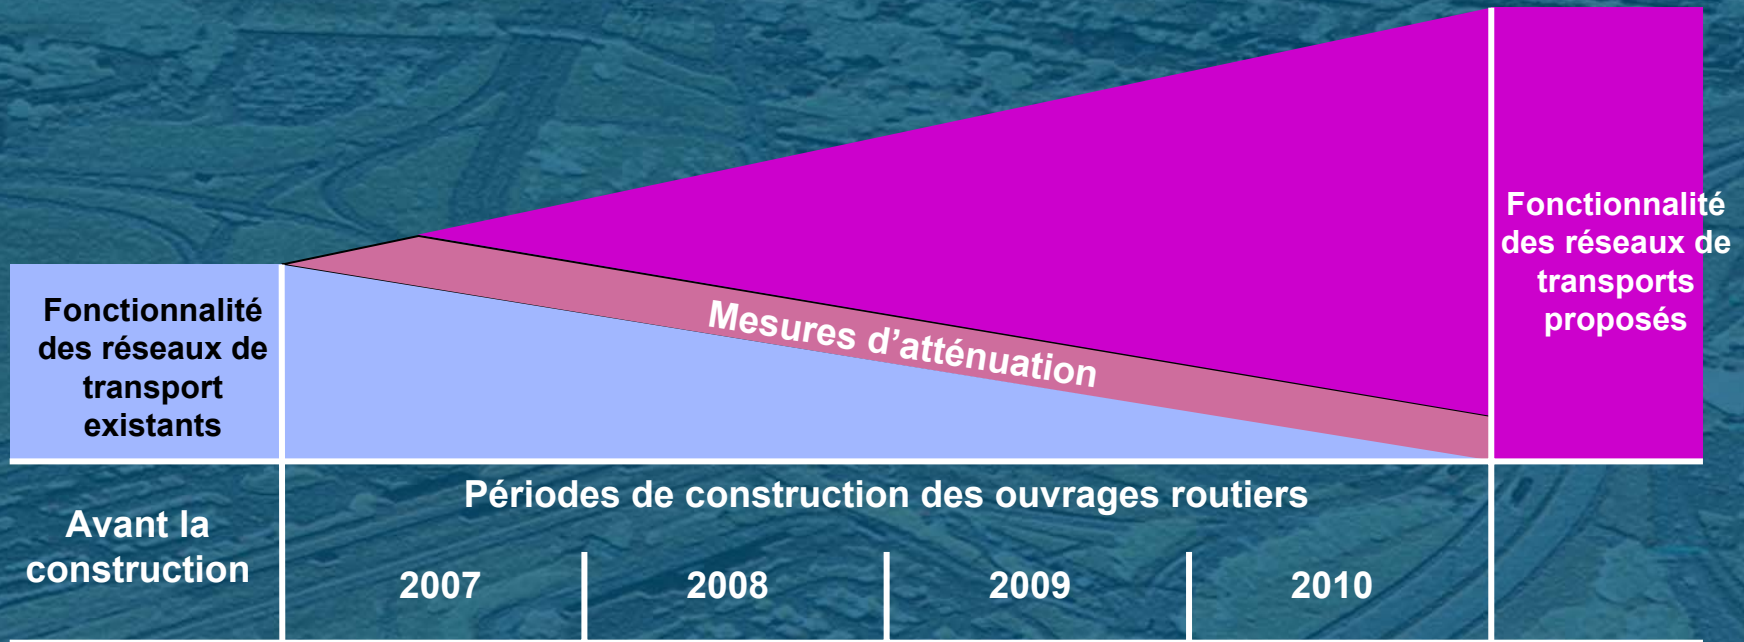 Fonctionnalité
des réseaux de
transport
existants
Mesures d'atténuation
Fonctionnalité
des réseaux de
transports
proposés
Avant la
construction
Périodes de construction des ouvrages routiers
2007
2008
2009
2010